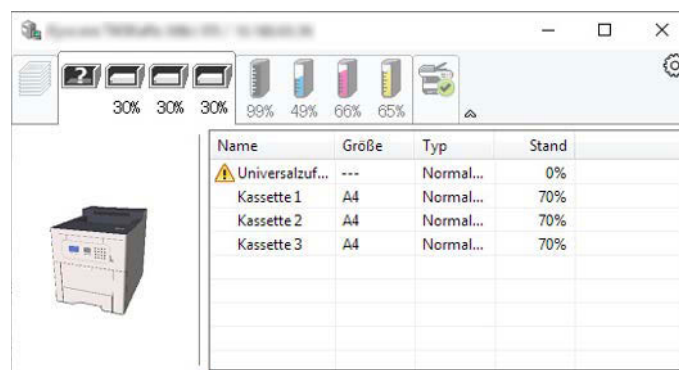 30% 30% 30% 99% 49% 66% 65%
Name Größe Typ Stand
Universalzuf... --- Normal... 0%
Kassette 1 A4 Normal... 70%
Kassette 2 A4 Normal... 70%
Kassette 3 A4 Normal... 70%